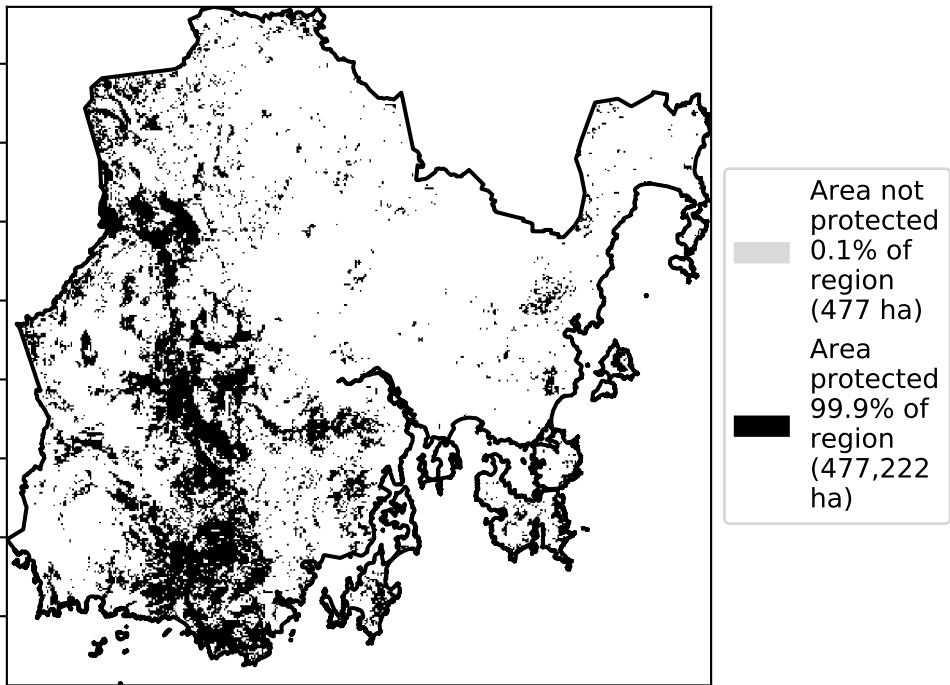 Area not
protected
0.1% of
region
(477 ha)
Area
protected
99.9% of
region
(477,222
ha)